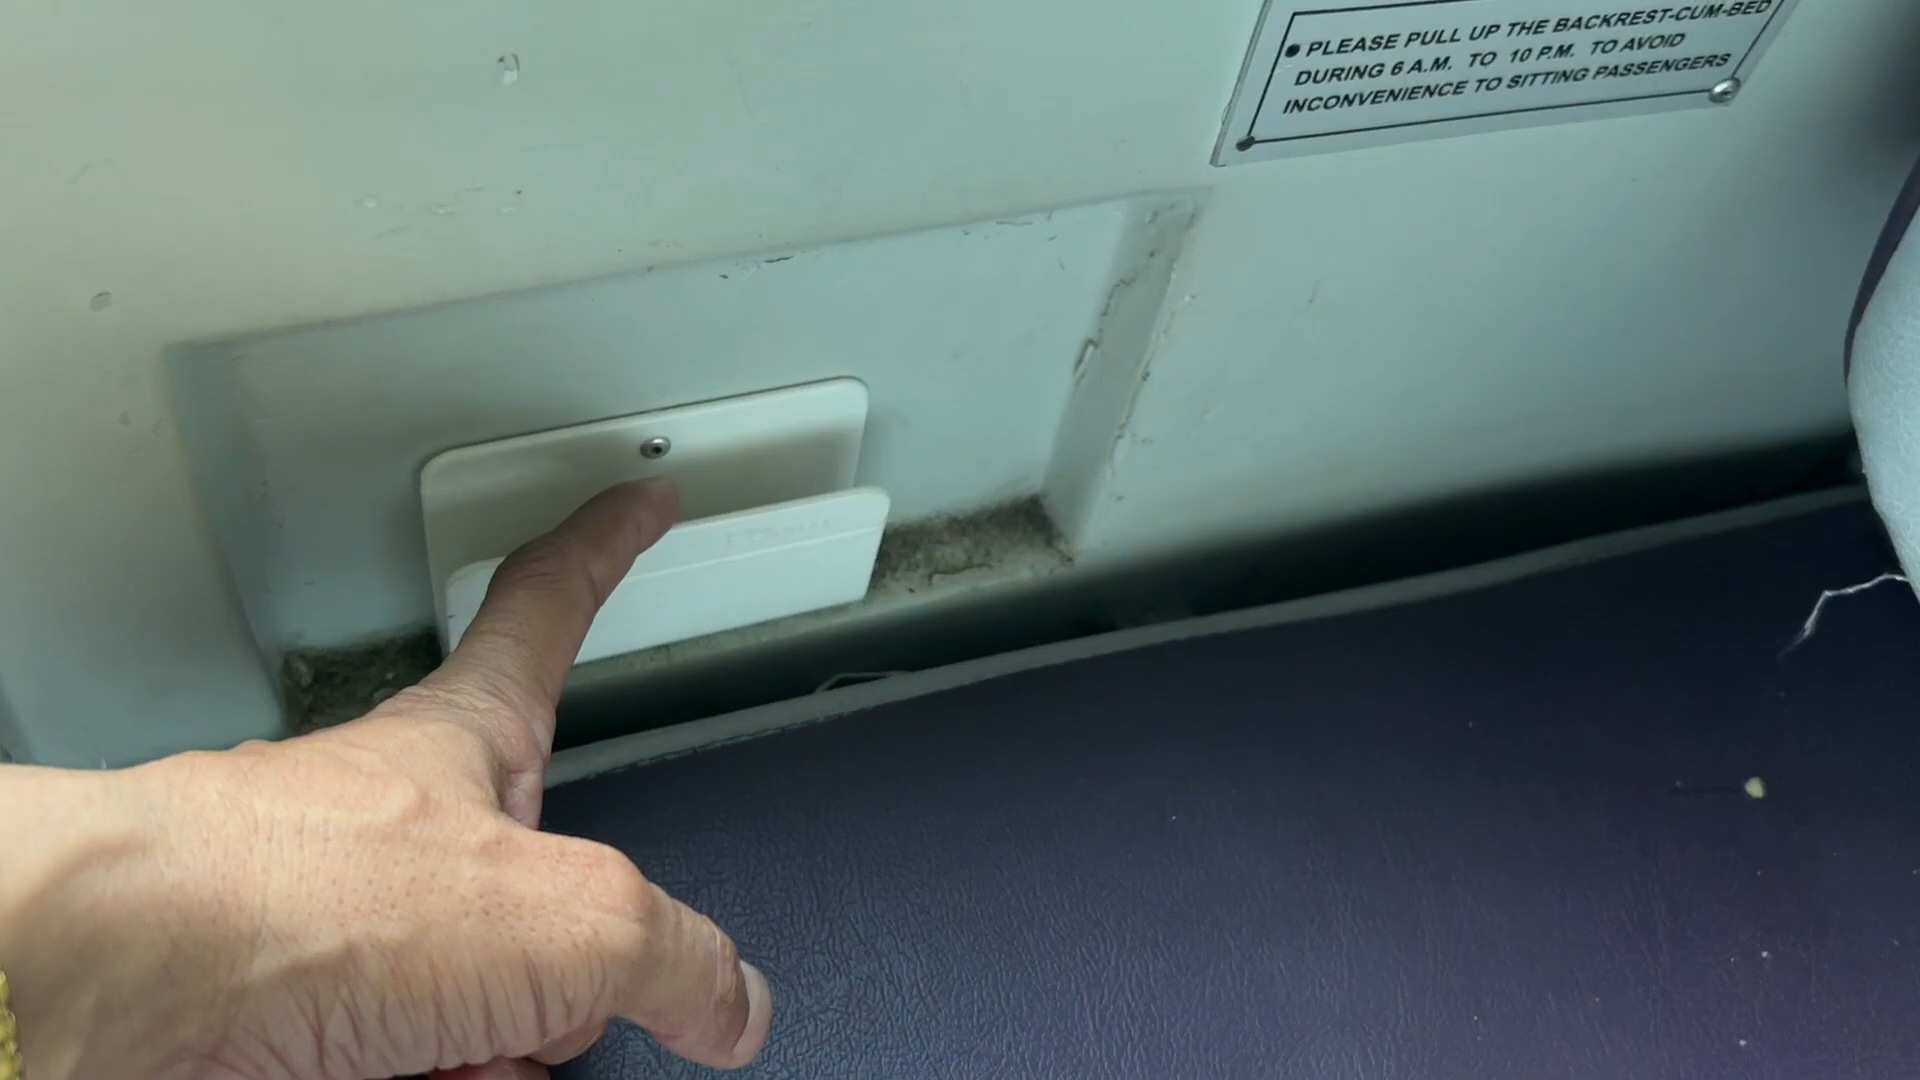 ● PLEASE PULL UP THE BACKREST-CUM-BED
DURING 6 A.M. TO 10 P.M. TO AVOID
INCONVENIENCE TO SITTING PASSENGERS